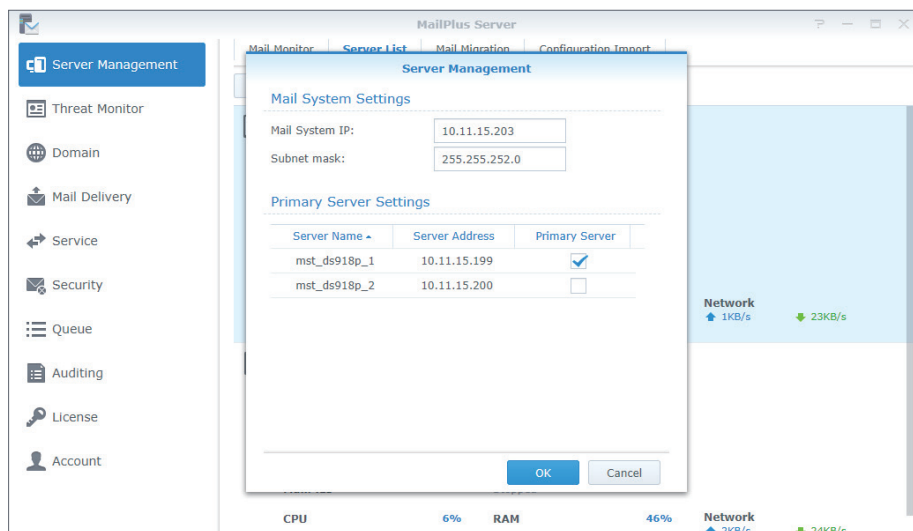 MailPlus Server
Server Management
Threat Monitor
Domain
Mail Delivery
Service
Security
Queue
Auditing
License
Account
Mail Monitor Server List Mail Migration Configuration Import
Server Management
Mail System Settings
Mail System IP: 10.11.15.203
Subnet mask: 255.255.252.0
Primary Server Settings
Server Name Server Address Primary Server
mst_ds918p_1 10.11.15.199
mst_ds918p_2 10.11.15.200
OK Cancel
Network
1KB/s 23KB/s
CPU 6% RAM 46% Network
2KB/s 24KB/s